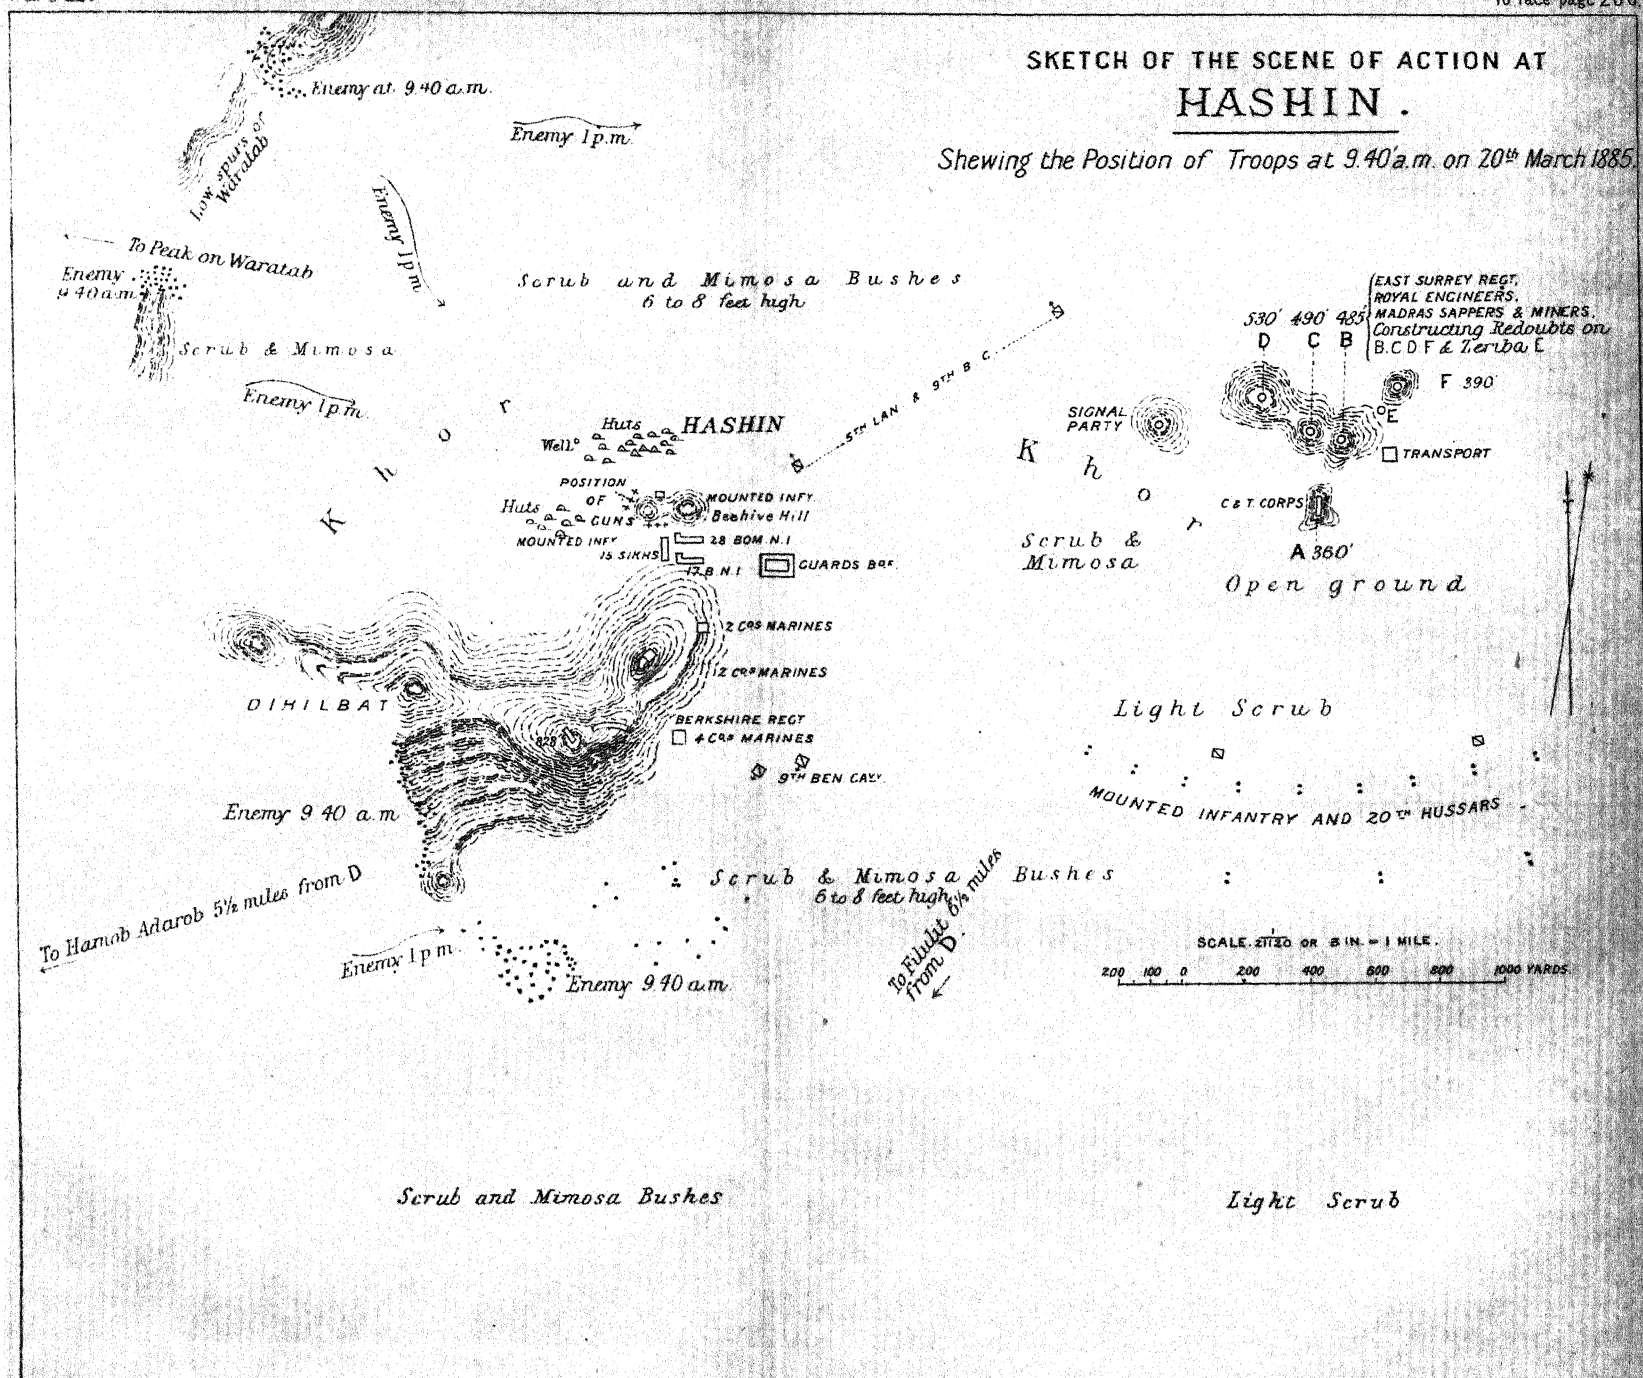 To face page
SKETCH OF THE SCENE OF ACTION AT
HASHIN.
Shewing the Position of Troops at 9.40 a.m. on 20th March 1885.
Enemy at 9.40 a.m.
Enemy 1 p.m.
Low spurs of
Waratab
Enemy 1 p.m.
To Peak on Waratab
Enemy
9.40 a.m.
Scrub and Mimosa Bushes
6 to 8 feet high
Scrub & Mimosa
Enemy 1 p.m.
EAST SURREY REGT,
ROYAL ENGINEERS,
MADRAS SAPPERS & MINERS,
Constructing Redoubts on
B.C.D.F & Zeriba E
530' 490' 485'
D C B
F 390'
E
TRANSPORT
SIGNAL
PARTY
5TH LAN & 9TH B C.
Khor
Khor
Huts
HASHIN
Well
POSITION
OF
GUNS
Huts
MOUNTED INFY
Beehive Hill
MOUNTED INFY
28 BOM. N.I
15 SIKHS
17 B.N.I
GUARDS BDE.
C & T. CORPS
A 360'
Scrub &
Mimosa
Open ground
2 COS MARINES
12 COS MARINES
DIHILBAT
BERKSHIRE REGT
4 COS MARINES
828
9TH BEN CAVY.
Light Scrub
MOUNTED INFANTRY AND 20TH HUSSARS
Enemy 9.40 a.m
To Hamob Adarob 5½ miles from D
Scrub & Mimosa Bushes
6 to 8 feet high
To Filulit 6½ miles
from D.
Enemy 1 p.m.
Enemy 9.40 a.m.
SCALE. 1/21120 OR 3 IN. = 1 MILE.
200 100 0 200 400 600 800 1000 YARDS.
Scrub and Mimosa Bushes
Light Scrub